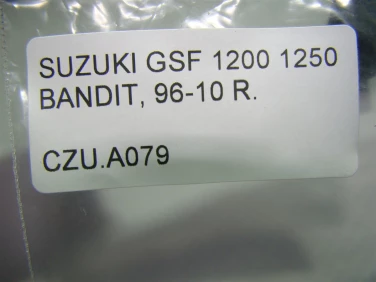 SUZUKI GSF 1200 1250
BANDIT, 96-10 R.
CZU.A079